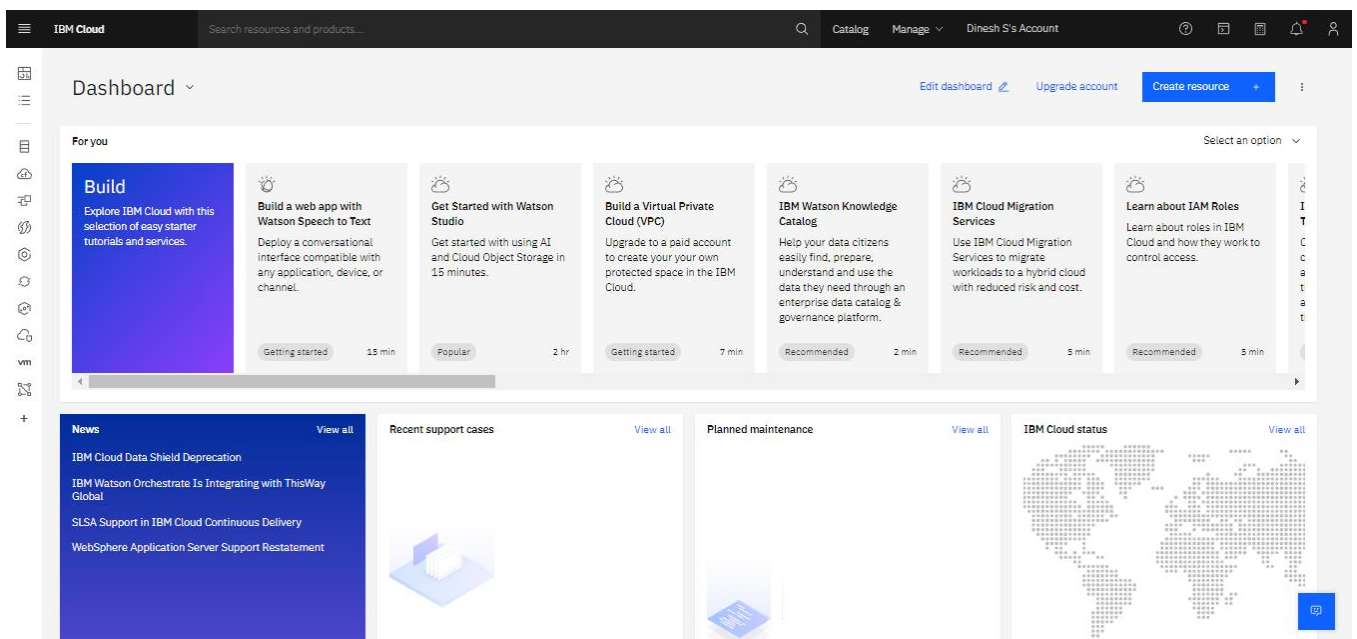 IBM Cloud
Search resources and products...
Catalog
Manage
Dinesh S's Account
Dashboard
Edit dashboard
Upgrade account
Create resource +
For you
Select an option
Build
Explore IBM Cloud with this
selection of easy starter
tutorials and services.
Build a web app with
Watson Speech to Text
Deploy a conversational
interface compatible with
any application, device, or
channel.
Getting started
15 min
Get Started with Watson
Studio
Get started with using AI
and Cloud Object Storage in
15 minutes.
Popular
2 hr
Build a Virtual Private
Cloud (VPC)
Upgrade to a paid account
to create your your own
protected space in the IBM
Cloud.
Getting started
7 min
IBM Watson Knowledge
Catalog
Help your data citizens
easily find, prepare,
understand and use the
data they need through an
enterprise data catalog &
governance platform.
Recommended
2 min
IBM Cloud Migration
Services
Use IBM Cloud Migration
Services to migrate
workloads to a hybrid cloud
with reduced risk and cost.
Recommended
5 min
Learn about IAM Roles
Learn about roles in IBM
Cloud and how they work to
control access.
Recommended
5 min
vm
News
View all
IBM Cloud Data Shield Deprecation
IBM Watson Orchestrate Is Integrating with ThisWay
Global
SLSA Support in IBM Cloud Continuous Delivery
WebSphere Application Server Support Restatement
Recent support cases
View all
Planned maintenance
View all
IBM Cloud status
View all